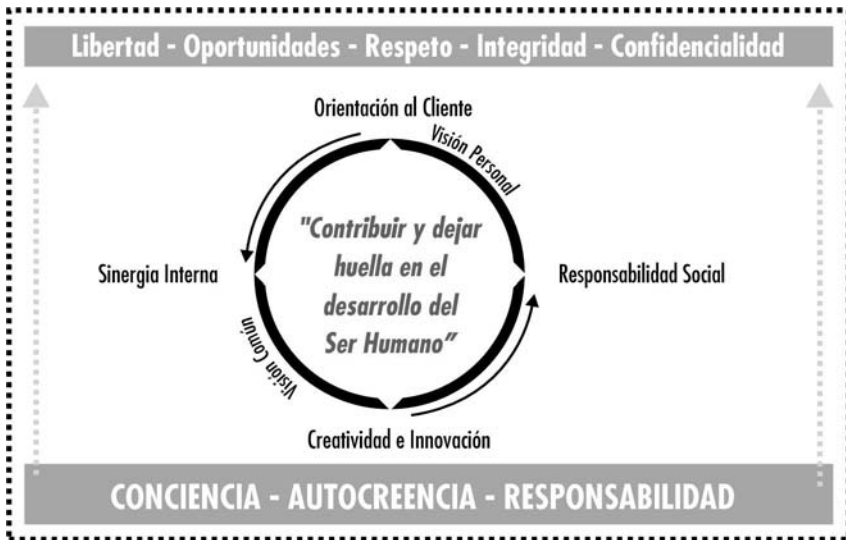 Libertad - Oportunidades - Respeto - Integridad - Confidencialidad
Orientación al Cliente
Visión Personal
"Contribuir y dejar
huella en el
desarrollo del
Ser Humano”
Sinergia Interna
Responsabilidad Social
Visión Común
Creatividad e Innovación
CONCIENCIA - AUTOCREENCIA - RESPONSABILIDAD